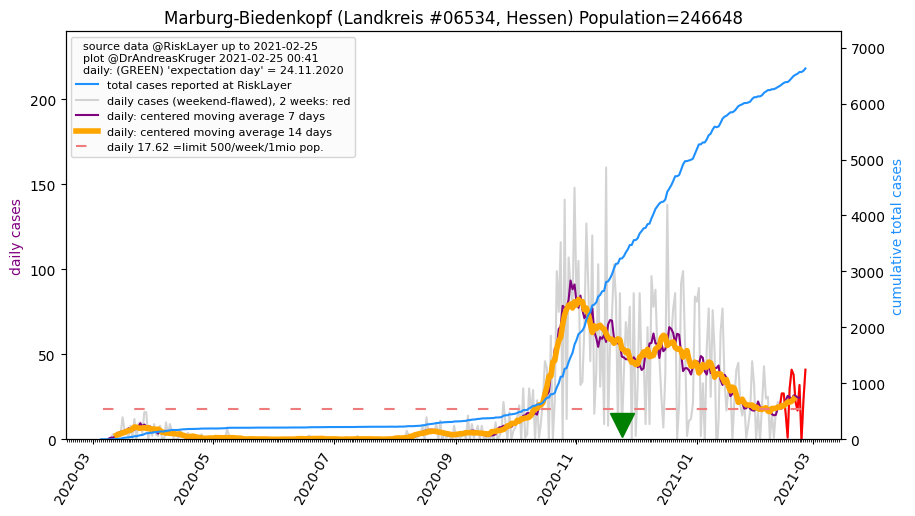 Marburg-Biedenkopf (Landkreis #06534, Hessen) Population=246648
source data @RiskLayer up to 2021-02-25
plot @DrAndreasKruger 2021-02-25 00:41
daily: (GREEN) 'expectation day' = 24.11.2020
total cases reported at RiskLayer
daily cases (weekend-flawed), 2 weeks: red
daily: centered moving average 7 days
daily: centered moving average 14 days
daily 17.62 =limit 500/week/1mio pop.
daily cases
200
150
100
50
0
cumulative total cases
7000
6000
5000
4000
3000
2000
1000
0
2020-03
2020-05
2020-07
2020-09
2020-11
2021-01
2021-03